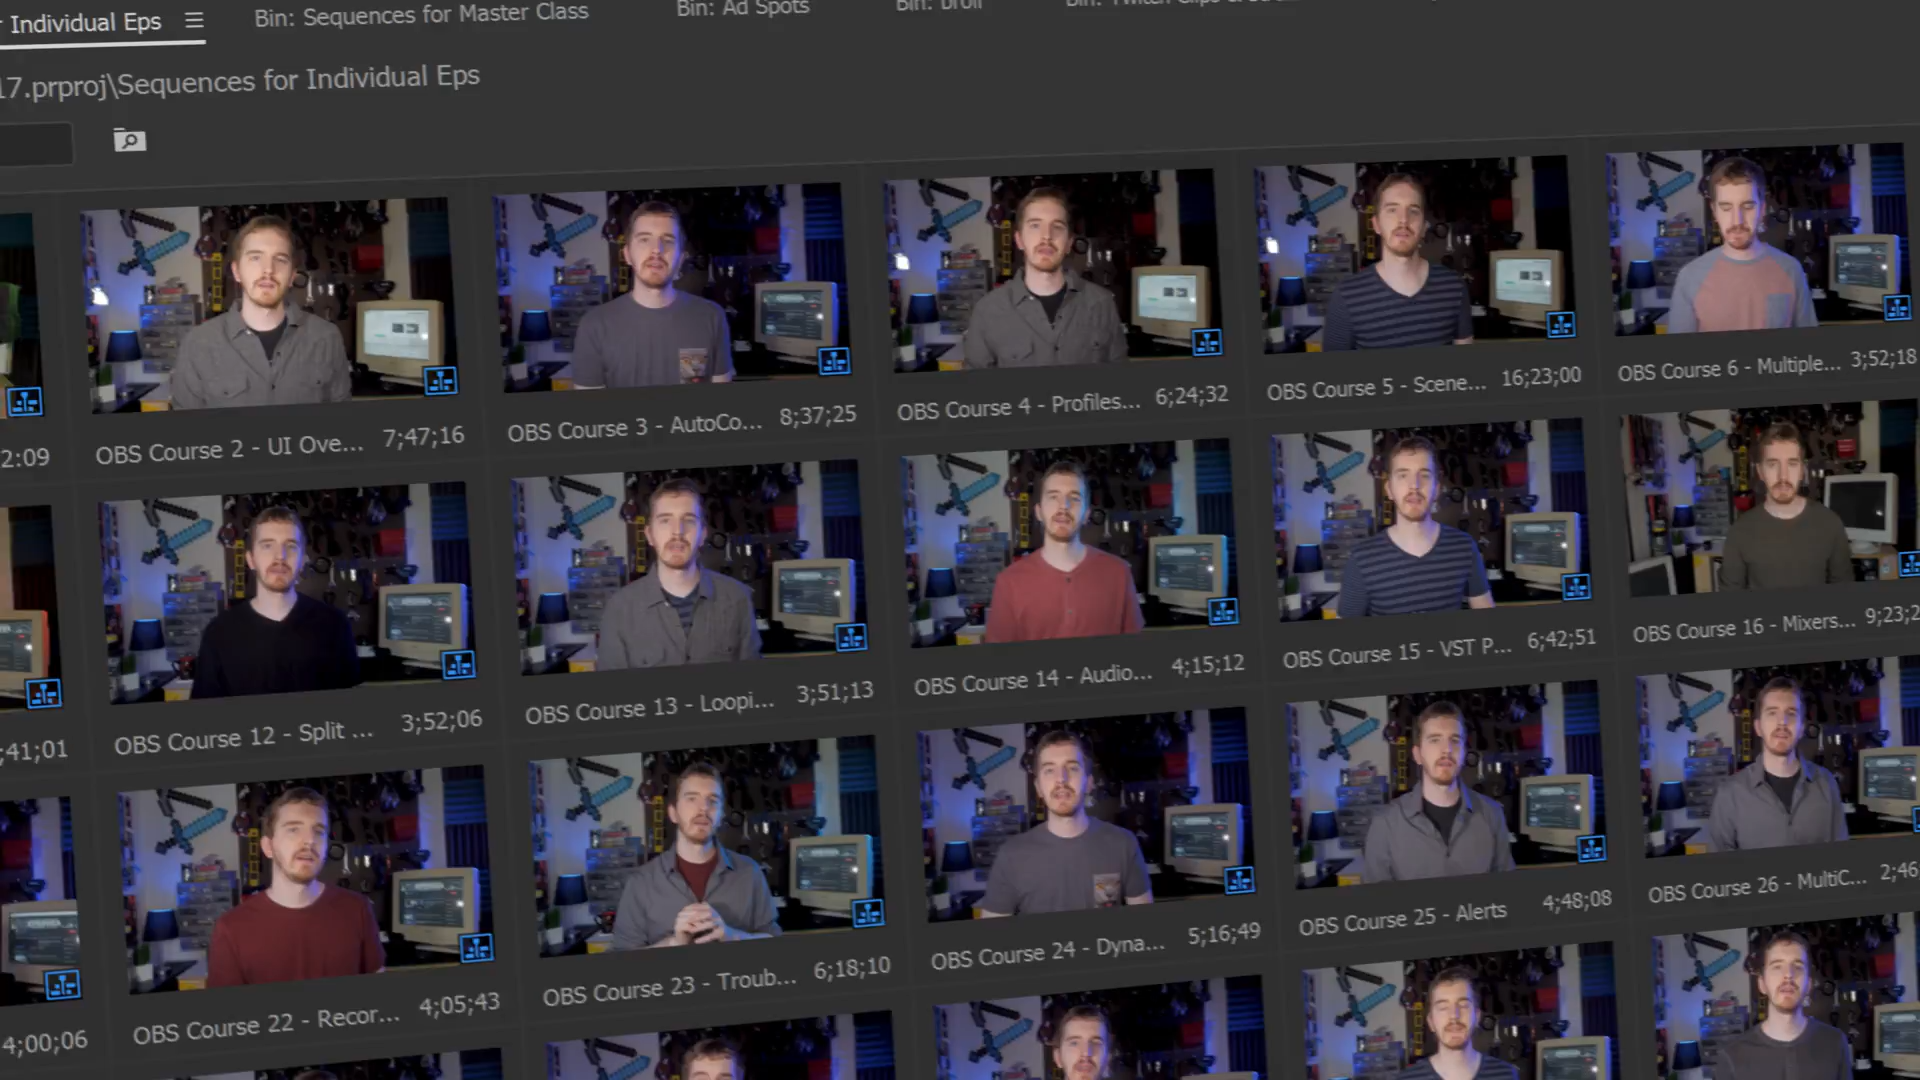 Individual Eps
Bin: Sequences for Master Class
Bin: Ad Spots
17.prproj\Sequences for Individual Eps
2:09
OBS Course 2 - UI Ove... 7;47;16
OBS Course 3 - AutoCo... 8;37;25
OBS Course 4 - Profiles... 6;24;32
OBS Course 5 - Scene... 16;23;00
OBS Course 6 - Multiple... 3;52;18
;41;01
OBS Course 12 - Split ... 3;52;06
OBS Course 13 - Loopi... 3;51;13
OBS Course 14 - Audio... 4;15;12
OBS Course 15 - VST P... 6;42;51
OBS Course 16 - Mixers... 9;23;2
4;00;06
OBS Course 22 - Recor... 4;05;43
OBS Course 23 - Troub... 6;18;10
OBS Course 24 - Dyna... 5;16;49
OBS Course 25 - Alerts 4;48;08
OBS Course 26 - MultiC... 2;46;